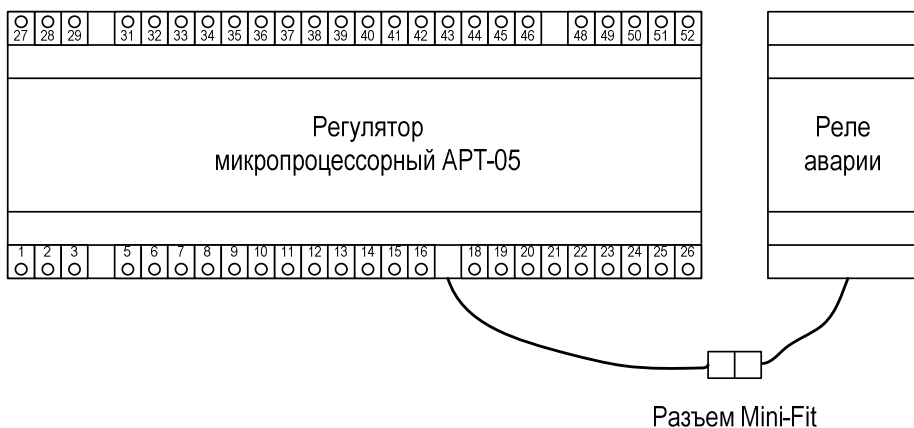 27 28 29 31 32 33 34 35 36 37 38 39 40 41 42 43 44 45 46 48 49 50 51 52
Регулятор
микропроцессорный АРТ-05
Реле
аварии
1 2 3 5 6 7 8 9 10 11 12 13 14 15 16 18 19 20 21 22 23 24 25 26
Разъем Mini-Fit